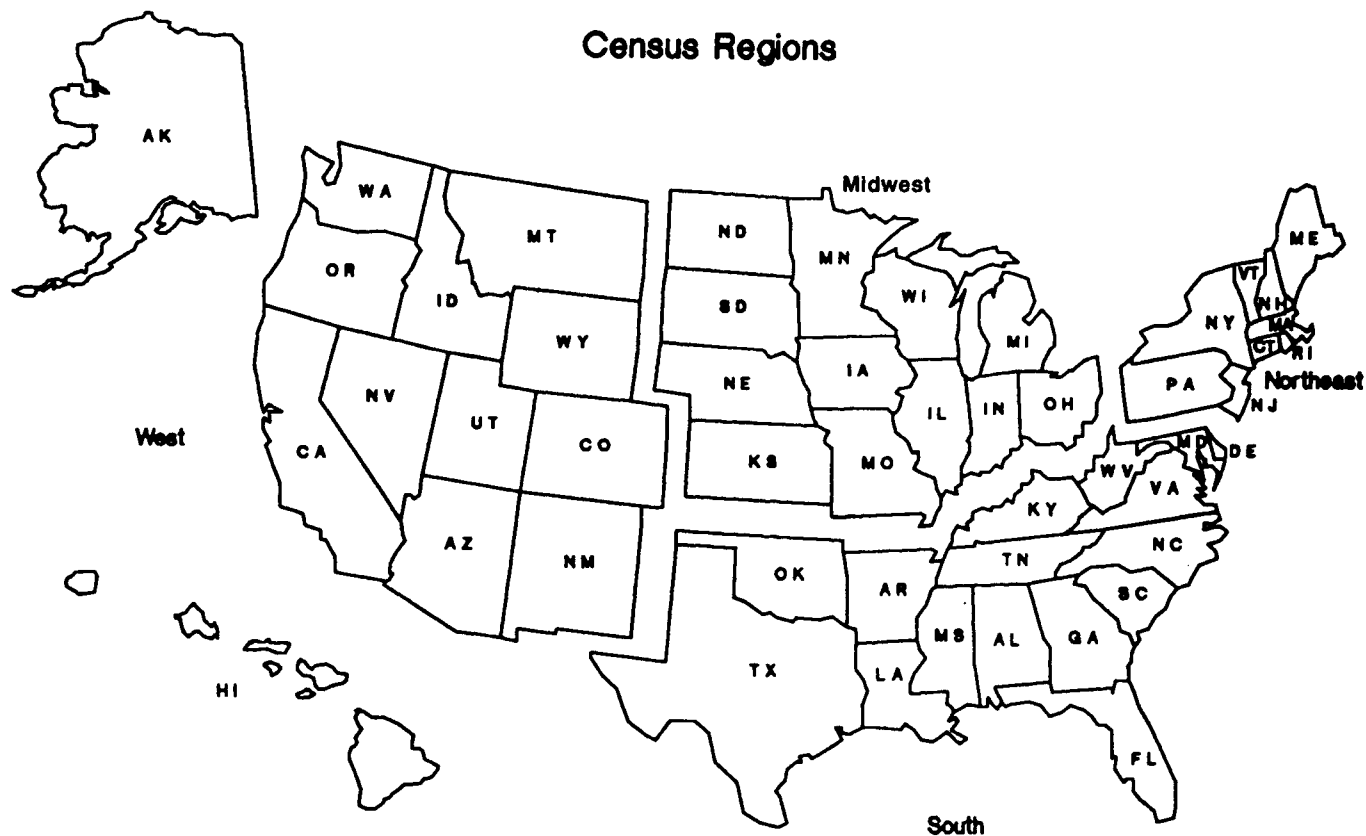 Census Regions
AK
WA
MT
ND
MN
Midwest
ME
OR
ID
SD
WI
VT
NH
NY
MA
WY
MI
CT
RI
NV
NE
IA
PA
Northeast
NJ
UT
CO
IL
IN
OH
West
CA
KS
MO
MD
DE
WV
VA
KY
AZ
NM
OK
AR
TN
NC
SC
MS
AL
GA
TX
LA
HI
FL
South